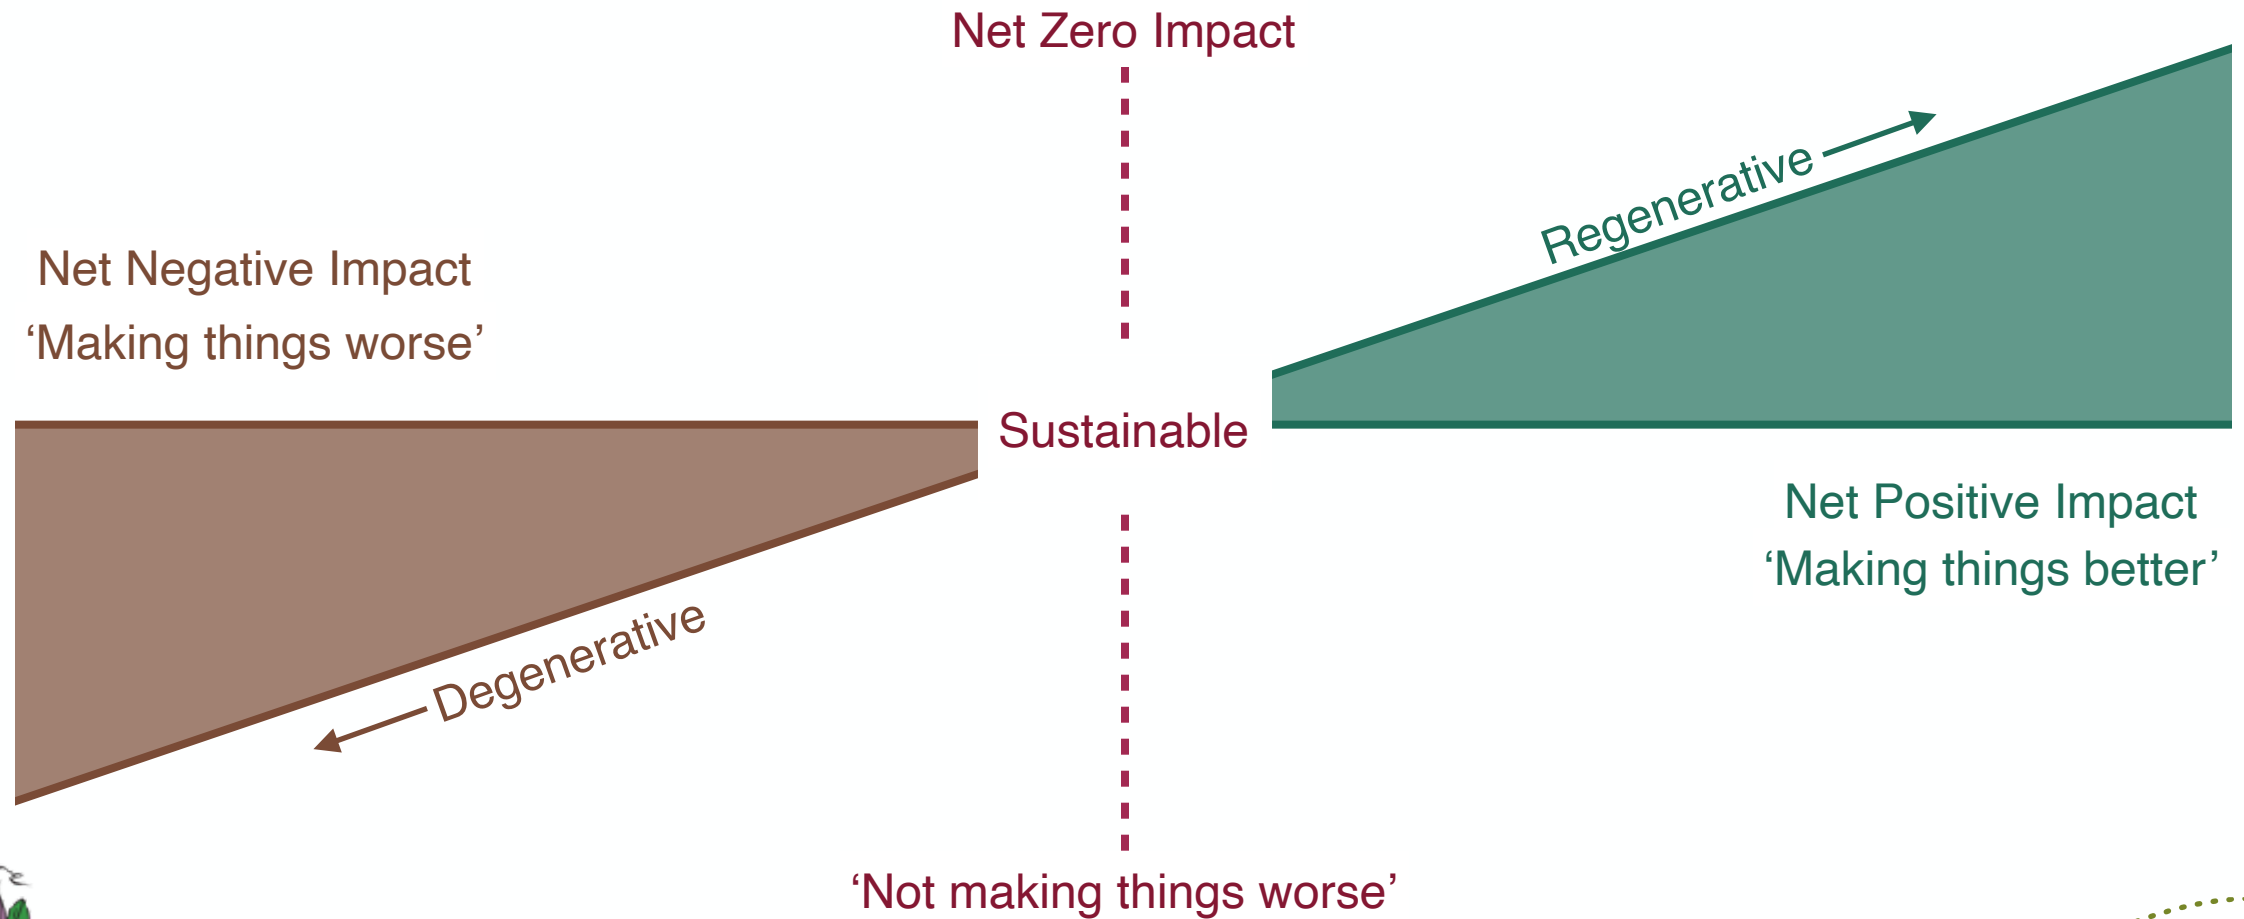 Net Zero Impact
Regenerative
Net Negative Impact
‘Making things worse’
Sustainable
Net Positive Impact
‘Making things better’
Degenerative
‘Not making things worse’